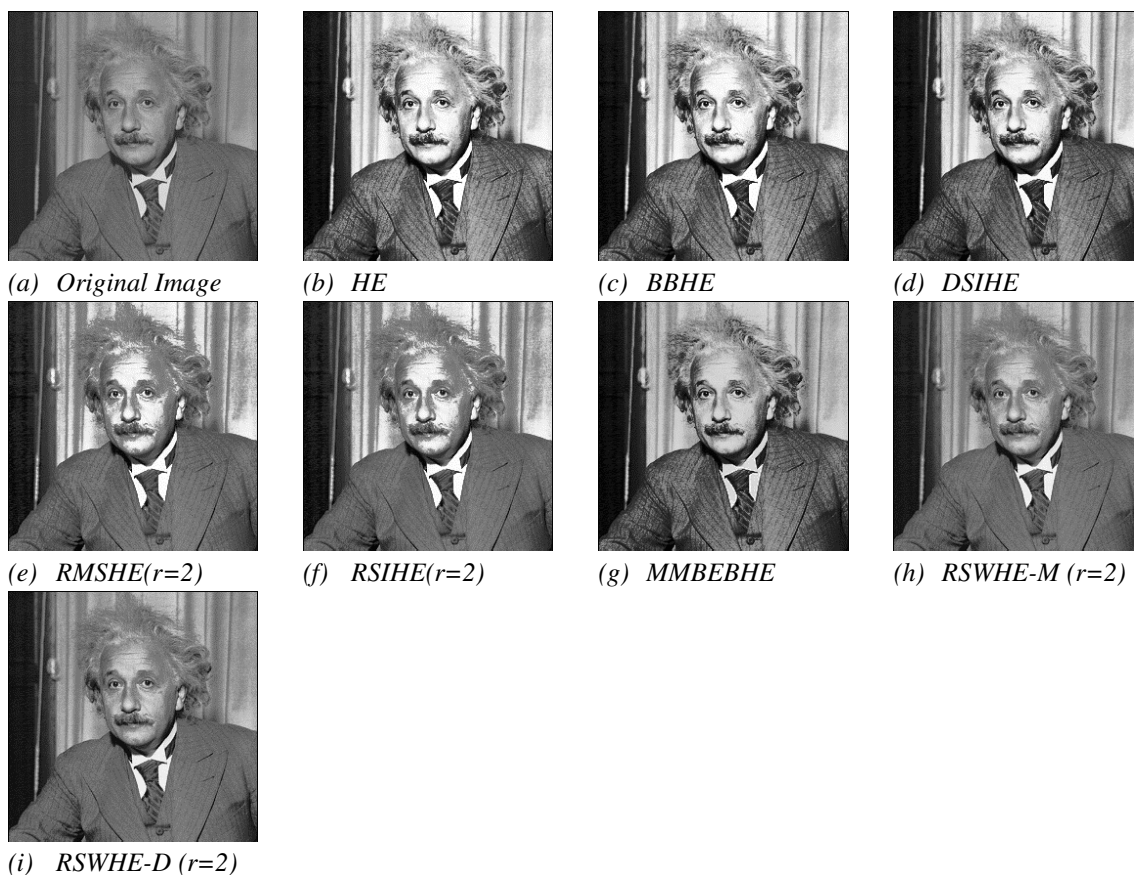 (a) Original Image
(b) HE
(c) BBHE
(d) DSIHE
(e) RMSHE(r=2)
(f) RSIHE(r=2)
(g) MMBEBHE
(h) RSWHE-M (r=2)
(i) RSWHE-D (r=2)